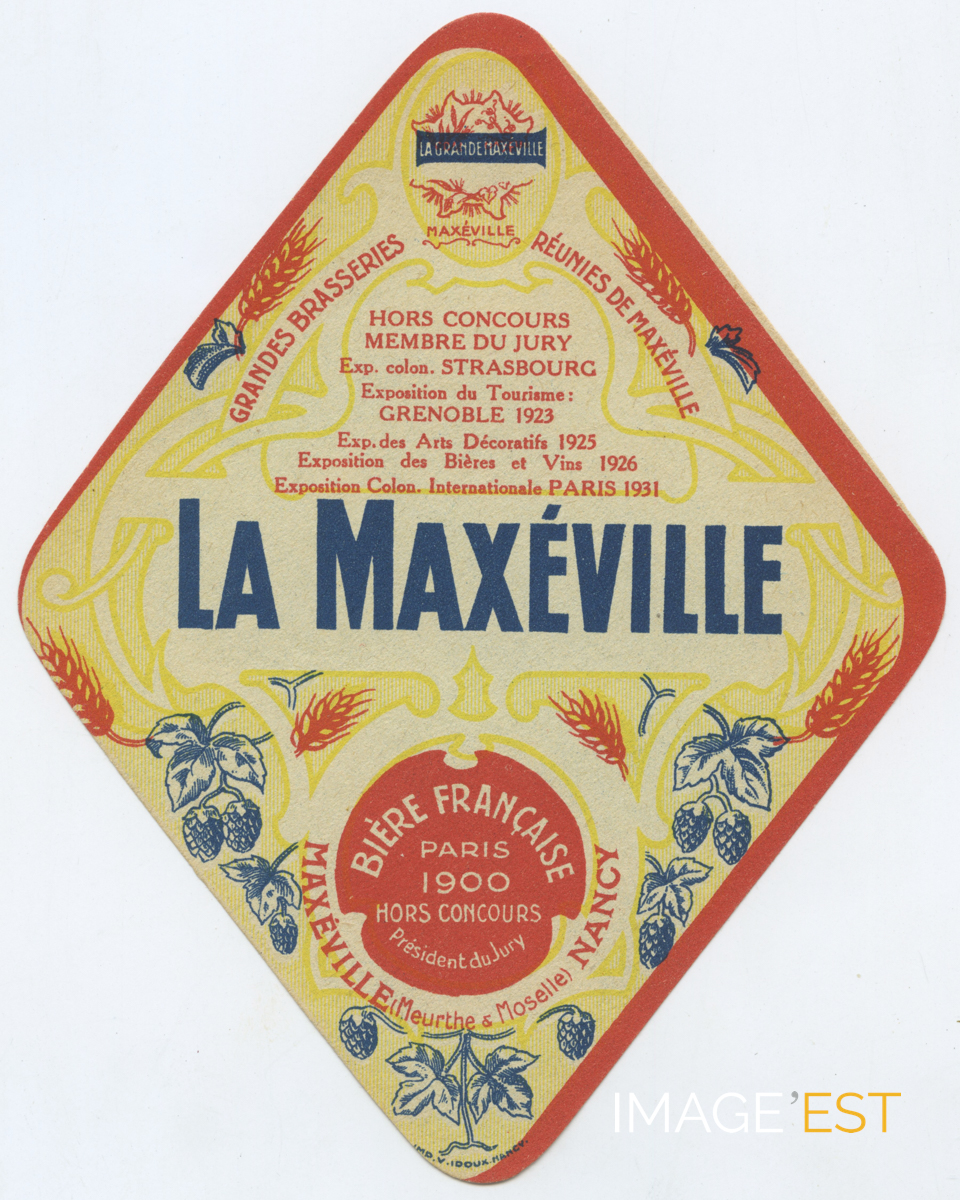 LA GRANDE MAXÉVILLE
MAXÉVILLE
GRANDES BRASSERIES RÉUNIES DE MAXÉVILLE
HORS CONCOURS
MEMBRE DU JURY
Exp. colon. STRASBOURG
Exposition du Tourisme:
GRENOBLE 1923
Exp. des Arts Décoratifs 1925
Exposition des Bières et Vins 1926
Exposition Colon. Internationale PARIS 1931
LA MAXÉVILLE
BIÈRE FRANÇAISE
PARIS
1900
HORS CONCOURS
Président du Jury
MAXÉVILLE (Meurthe & Moselle) NANCY
IMP. V. IDOUX. NANCY.
IMAGE'EST